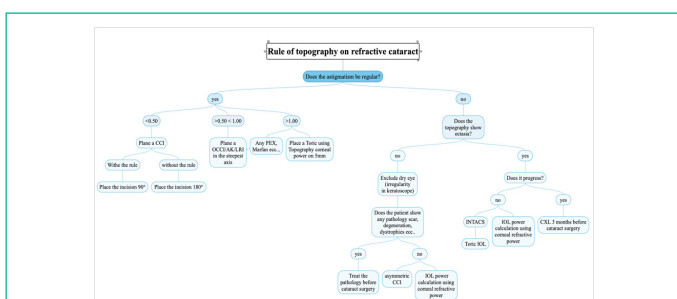 Rule of topography on refractive cataract
Does the astigmatism be regular?
yes
no
<0.50
>0.50 < 1.00
>1.00
Does the
topography show
ectasia?
Plane a CCI
Plane a
OCCI/AK/LRI
in the steepest
axis
Any PEX,
Marfan ecc..
Place a Toric using
Topography corneal
power on 5mm
no
yes
Withe the rule
without the rule
Exclude dry eye
(irregularity
in keratoscope)
Does it progress?
Place the incision 90°
Place the incision 180°
no
yes
Does the patient show
any pathology scar,
degeneration,
dystrophies ecc..
INTACS
IOL power
calculation using
corneal refractive
power
CXL 3 months before
cataract surgery
Toric IOL
yes
no
Treat the
pathology before
cataract surgery
asymmetric
CCI
IOL power
calculation using
corneal refractive
power